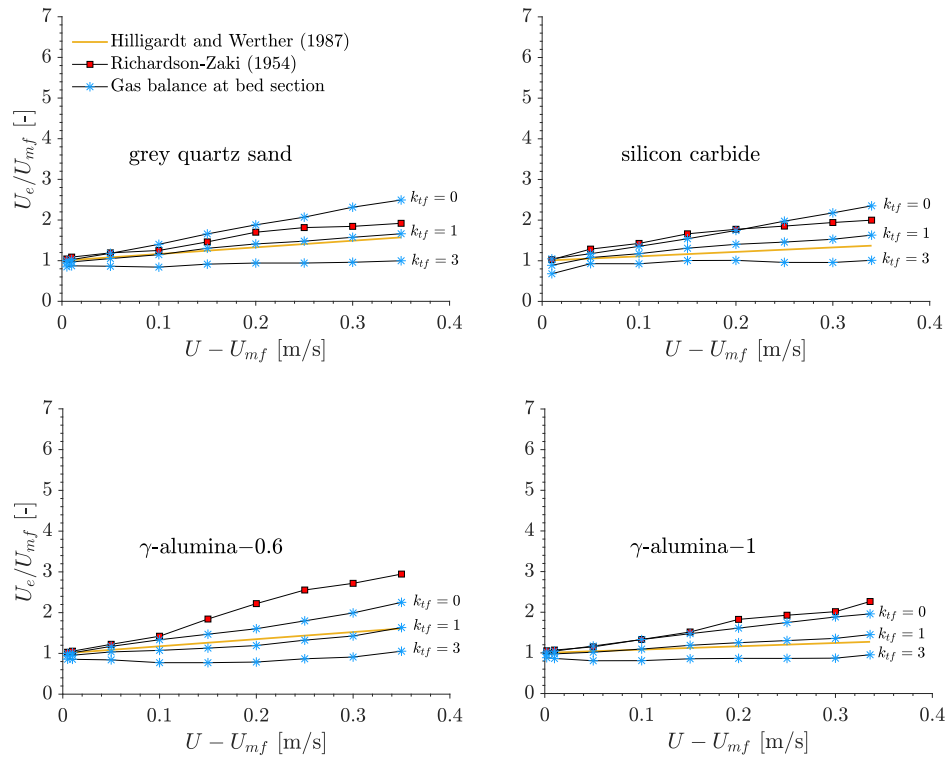 7
6
5
4
3
2
1
0
U_e/U_mf [-]
Hilligardt and Werther (1987)
Richardson-Zaki (1954)
Gas balance at bed section
grey quartz sand
k_tf = 0
k_tf = 1
k_tf = 3
0 0.1 0.2 0.3 0.4
U − U_mf [m/s]
7
6
5
4
3
2
1
0
silicon carbide
k_tf = 0
k_tf = 1
k_tf = 3
0 0.1 0.2 0.3 0.4
U − U_mf [m/s]
7
6
5
4
3
2
1
0
U_e/U_mf [-]
γ-alumina−0.6
k_tf = 0
k_tf = 1
k_tf = 3
0 0.1 0.2 0.3 0.4
U − U_mf [m/s]
7
6
5
4
3
2
1
0
γ-alumina−1
k_tf = 0
k_tf = 1
k_tf = 3
0 0.1 0.2 0.3 0.4
U − U_mf [m/s]